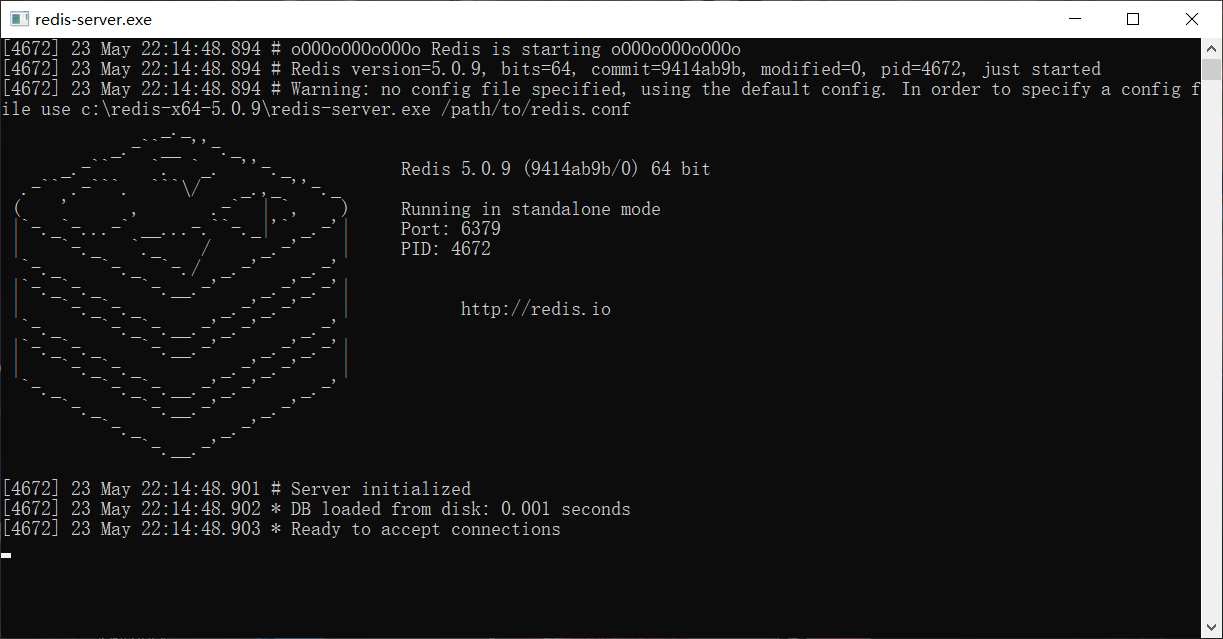 redis-server.exe
[4672] 23 May 22:14:48.894 # oO0OoO0OoO0Oo Redis is starting oO0OoO0OoO0Oo
[4672] 23 May 22:14:48.894 # Redis version=5.0.9, bits=64, commit=9414ab9b, modified=0, pid=4672, just started
[4672] 23 May 22:14:48.894 # Warning: no config file specified, using the default config. In order to specify a config f
ile use c:\redis-x64-5.0.9\redis-server.exe /path/to/redis.conf
Redis 5.0.9 (9414ab9b/0) 64 bit
Running in standalone mode
Port: 6379
PID: 4672
http://redis.io
[4672] 23 May 22:14:48.901 # Server initialized
[4672] 23 May 22:14:48.902 * DB loaded from disk: 0.001 seconds
[4672] 23 May 22:14:48.903 * Ready to accept connections